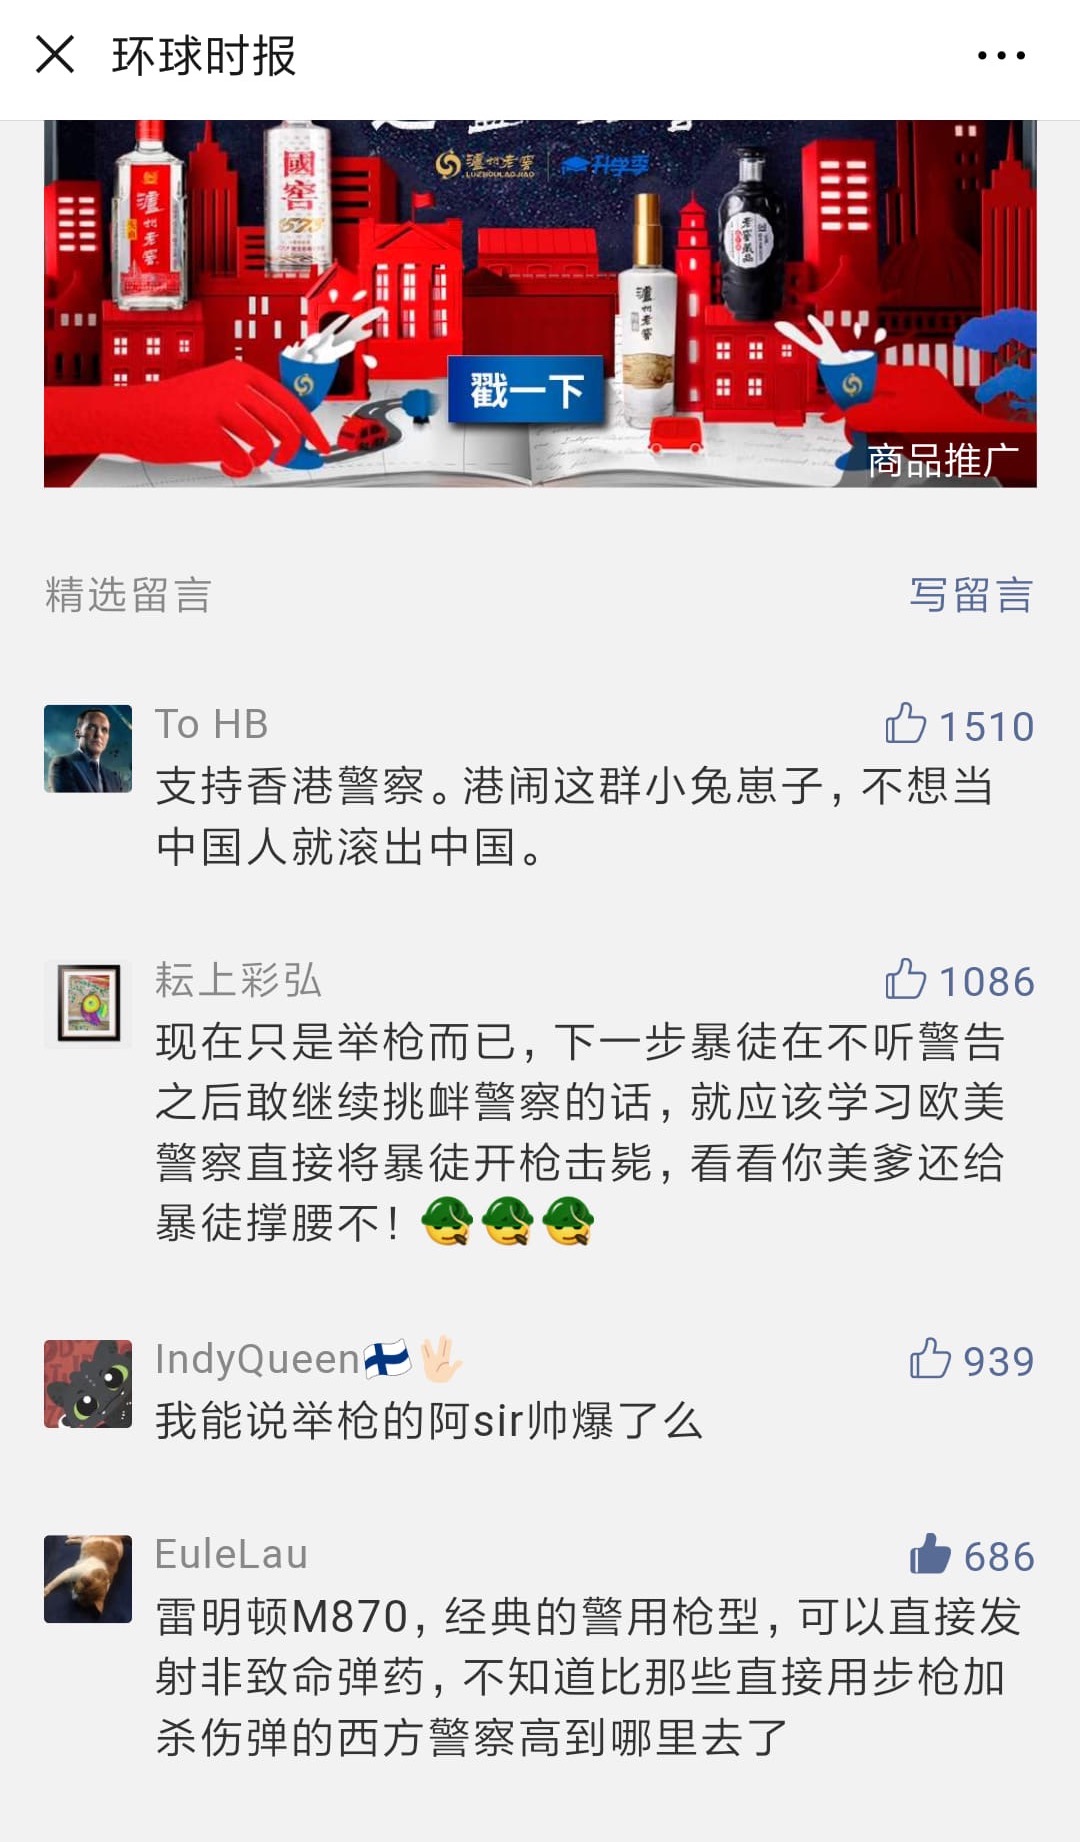 环球时报
泸州老窖
LUZHOULAOJIAO
升学季
泸州老窖
國窖
1573
泸州老窖
老窖藏品
戳一下
商品推广
精选留言
写留言
To HB
1510
支持香港警察。港闹这群小兔崽子，不想当
中国人就滚出中国。
耘上彩弘
1086
现在只是举枪而已，下一步暴徒在不听警告
之后敢继续挑衅警察的话，就应该学习欧美
警察直接将暴徒开枪击毙，看看你美爹还给
暴徒撑腰不！
IndyQueen🇫🇮🖖🏻
939
我能说举枪的阿sir帅爆了么
EuleLau
686
雷明顿M870，经典的警用枪型，可以直接发
射非致命弹药，不知道比那些直接用步枪加
杀伤弹的西方警察高到哪里去了